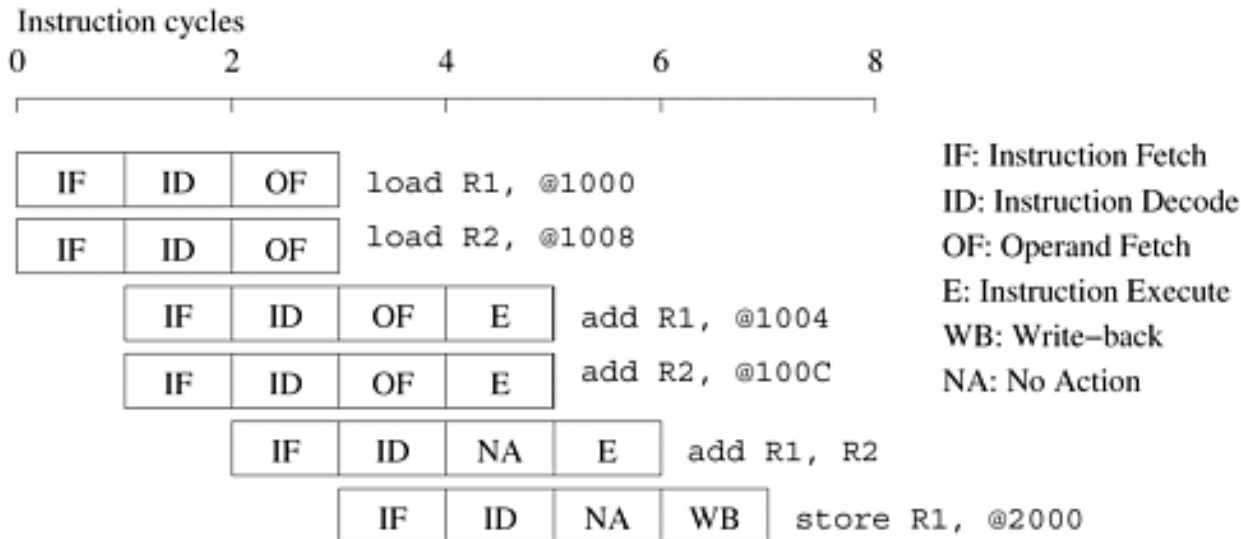 Instruction cycles
0 2 4 6 8
IF ID OF load R1, @1000
IF ID OF load R2, @1008
IF ID OF E add R1, @1004
IF ID OF E add R2, @100C
IF ID NA E add R1, R2
IF ID NA WB store R1, @2000
IF: Instruction Fetch
ID: Instruction Decode
OF: Operand Fetch
E: Instruction Execute
WB: Write−back
NA: No Action